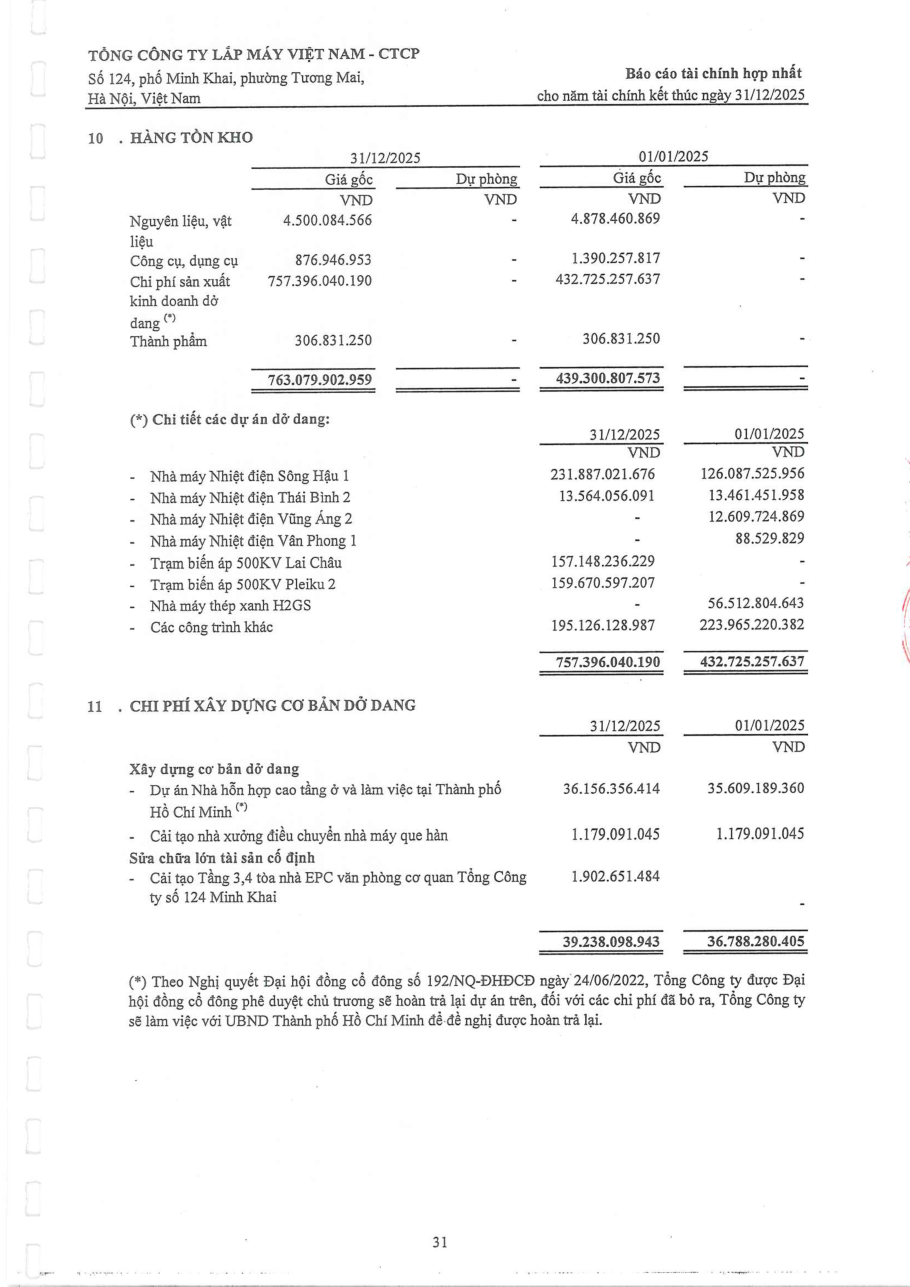 TỔNG CÔNG TY LẮP MÁY VIỆT NAM - CTCP
Số 124, phố Minh Khai, phường Tương Mai,
Hà Nội, Việt Nam
Báo cáo tài chính hợp nhất
cho năm tài chính kết thúc ngày 31/12/2025
10 . HÀNG TỒN KHO
31/12/2025 01/01/2025
Giá gốc Dự phòng Giá gốc Dự phòng
VND VND VND VND
Nguyên liệu, vật 4.500.084.566 - 4.878.460.869 -
liệu
Công cụ, dụng cụ 876.946.953 - 1.390.257.817 -
Chi phí sản xuất 757.396.040.190 - 432.725.257.637 -
kinh doanh dở
dang (*)
Thành phẩm 306.831.250 - 306.831.250 -
763.079.902.959 - 439.300.807.573 -
(*) Chi tiết các dự án dở dang:
31/12/2025 01/01/2025
VND VND
- Nhà máy Nhiệt điện Sông Hậu 1 231.887.021.676 126.087.525.956
- Nhà máy Nhiệt điện Thái Bình 2 13.564.056.091 13.461.451.958
- Nhà máy Nhiệt điện Vũng Áng 2 - 12.609.724.869
- Nhà máy Nhiệt điện Vân Phong 1 - 88.529.829
- Trạm biến áp 500KV Lai Châu 157.148.236.229 -
- Trạm biến áp 500KV Pleiku 2 159.670.597.207 -
- Nhà máy thép xanh H2GS - 56.512.804.643
- Các công trình khác 195.126.128.987 223.965.220.382
757.396.040.190 432.725.257.637
11 . CHI PHÍ XÂY DỰNG CƠ BẢN DỞ DANG
31/12/2025 01/01/2025
VND VND
Xây dựng cơ bản dở dang
- Dự án Nhà hỗn hợp cao tầng ở và làm việc tại Thành phố 36.156.356.414 35.609.189.360
Hồ Chí Minh (*)
- Cải tạo nhà xưởng điều chuyển nhà máy que hàn 1.179.091.045 1.179.091.045
Sửa chữa lớn tài sản cố định
- Cải tạo Tầng 3,4 tòa nhà EPC văn phòng cơ quan Tổng Công 1.902.651.484
ty số 124 Minh Khai -
39.238.098.943 36.788.280.405
(*) Theo Nghị quyết Đại hội đồng cổ đông số 192/NQ-ĐHĐCĐ ngày 24/06/2022, Tổng Công ty được Đại
hội đồng cổ đông phê duyệt chủ trương sẽ hoàn trả lại dự án trên, đối với các chi phí đã bỏ ra, Tổng Công ty
sẽ làm việc với UBND Thành phố Hồ Chí Minh để đề nghị được hoàn trả lại.
31